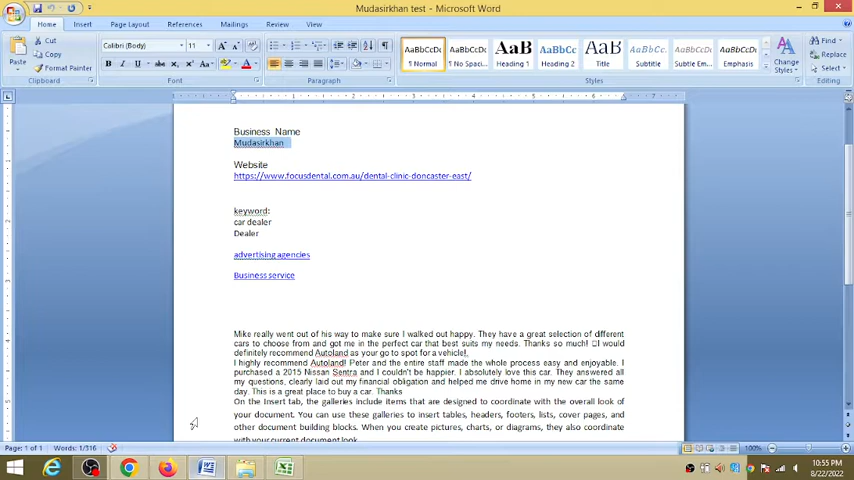 Mudasirkhan test - Microsoft Word
Home Insert Page Layout References Mailings Review View
Cut
Copy
Format Painter
Paste
Clipboard
Calibri (Body) 11
Font
Paragraph
AaBbCcDc AaBbCcDc AaBbC AaBbCc AaBbC AaBbCcL AaBbCcDc AaBbCcDc
¶ Normal ¶ No Spaci... Heading 1 Heading 2 Title Subtitle Subtle Em... Emphasis
Change
Styles
Styles
Find
Replace
Select
Editing
Business Name
Mudasirkhan
Website
https://www.focusdental.com.au/dental-clinic-doncaster-east/
keyword:
car dealer
Dealer
advertising agencies
Business service
Mike really went out of his way to make sure I walked out happy. They have a great selection of different
cars to choose from and got me in the perfect car that best suits my needs. Thanks so much! I would
definitely recommend Autoland as your go to spot for a vehicle!.
I highly recommend Autoland! Peter and the entire staff made the whole process easy and enjoyable. I
purchased a 2015 Nissan Sentra and I couldn't be happier. I absolutely love this car. They answered all
my questions, clearly laid out my financial obligation and helped me drive home in my new car the same
day. This is a great place to buy a car. Thanks
On the Insert tab, the galleries include items that are designed to coordinate with the overall look of
your document. You can use these galleries to insert tables, headers, footers, lists, cover pages, and
other document building blocks. When you create pictures, charts, or diagrams, they also coordinate
with your current document look.
Page: 1 of 1 Words: 1/316 100%
10:55 PM
8/22/2022